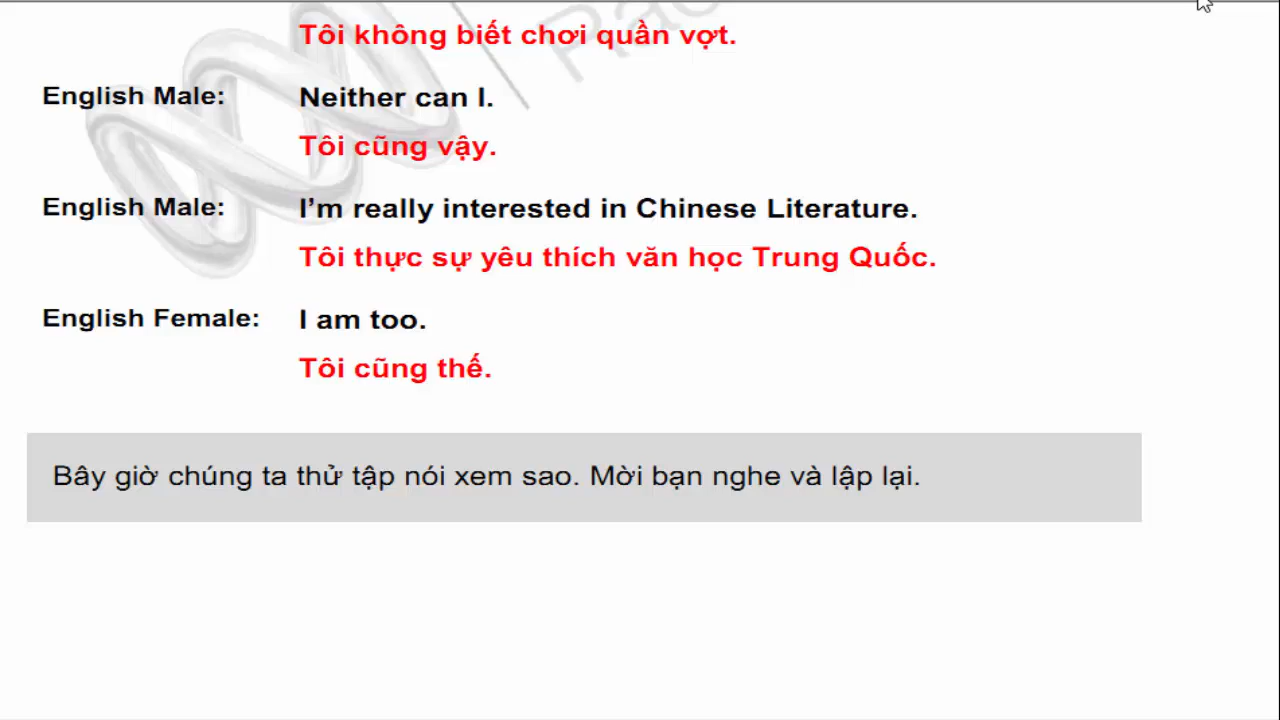 Tôi không biết chơi quần vợt.
English Male: Neither can I.
Tôi cũng vậy.
English Male: I’m really interested in Chinese Literature.
Tôi thực sự yêu thích văn học Trung Quốc.
English Female: I am too.
Tôi cũng thế.
Bây giờ chúng ta thử tập nói xem sao. Mời bạn nghe và lập lại.